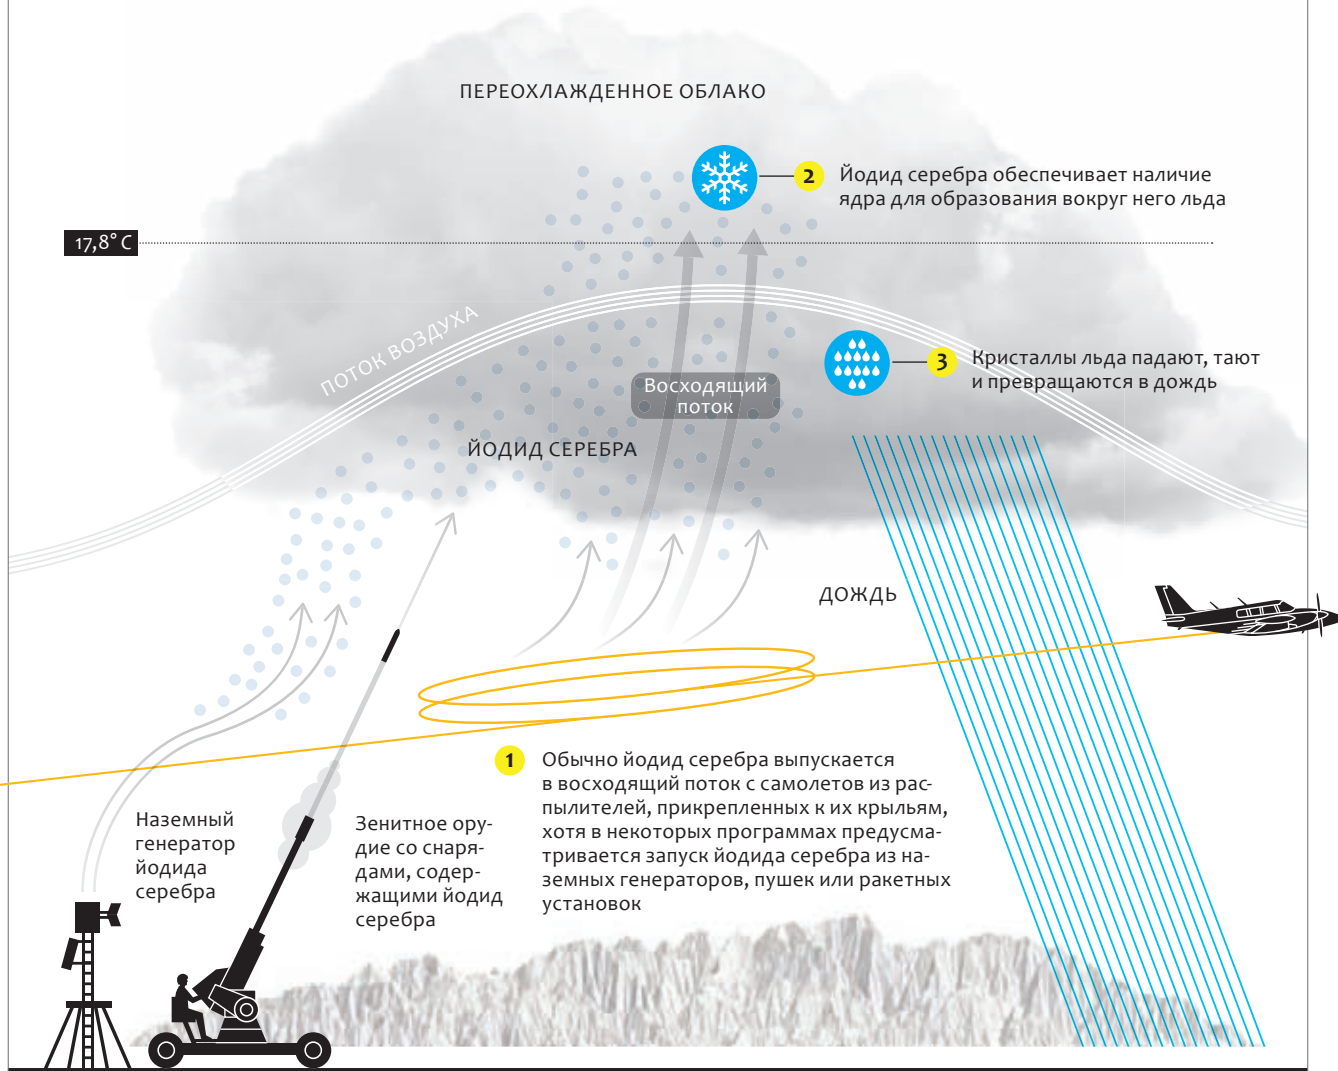 ПЕРЕОХЛАЖДЕННОЕ ОБЛАКО
2 Йодид серебра обеспечивает наличие
ядра для образования вокруг него льда
17,8° C
ПОТОК ВОЗДУХА
3 Кристаллы льда падают, тают
и превращаются в дождь
Восходящий
поток
ЙОДИД СЕРЕБРА
ДОЖДЬ
1 Обычно йодид серебра выпускается
в восходящий поток с самолетов из рас-
пылителей, прикрепленных к их крыльям,
хотя в некоторых программах предусма-
тривается запуск йодида серебра из на-
земных генераторов, пушек или ракетных
установок
Наземный
генератор
йодида
серебра
Зенитное ору-
дие со снаря-
дами, содер-
жащими йодид
серебра